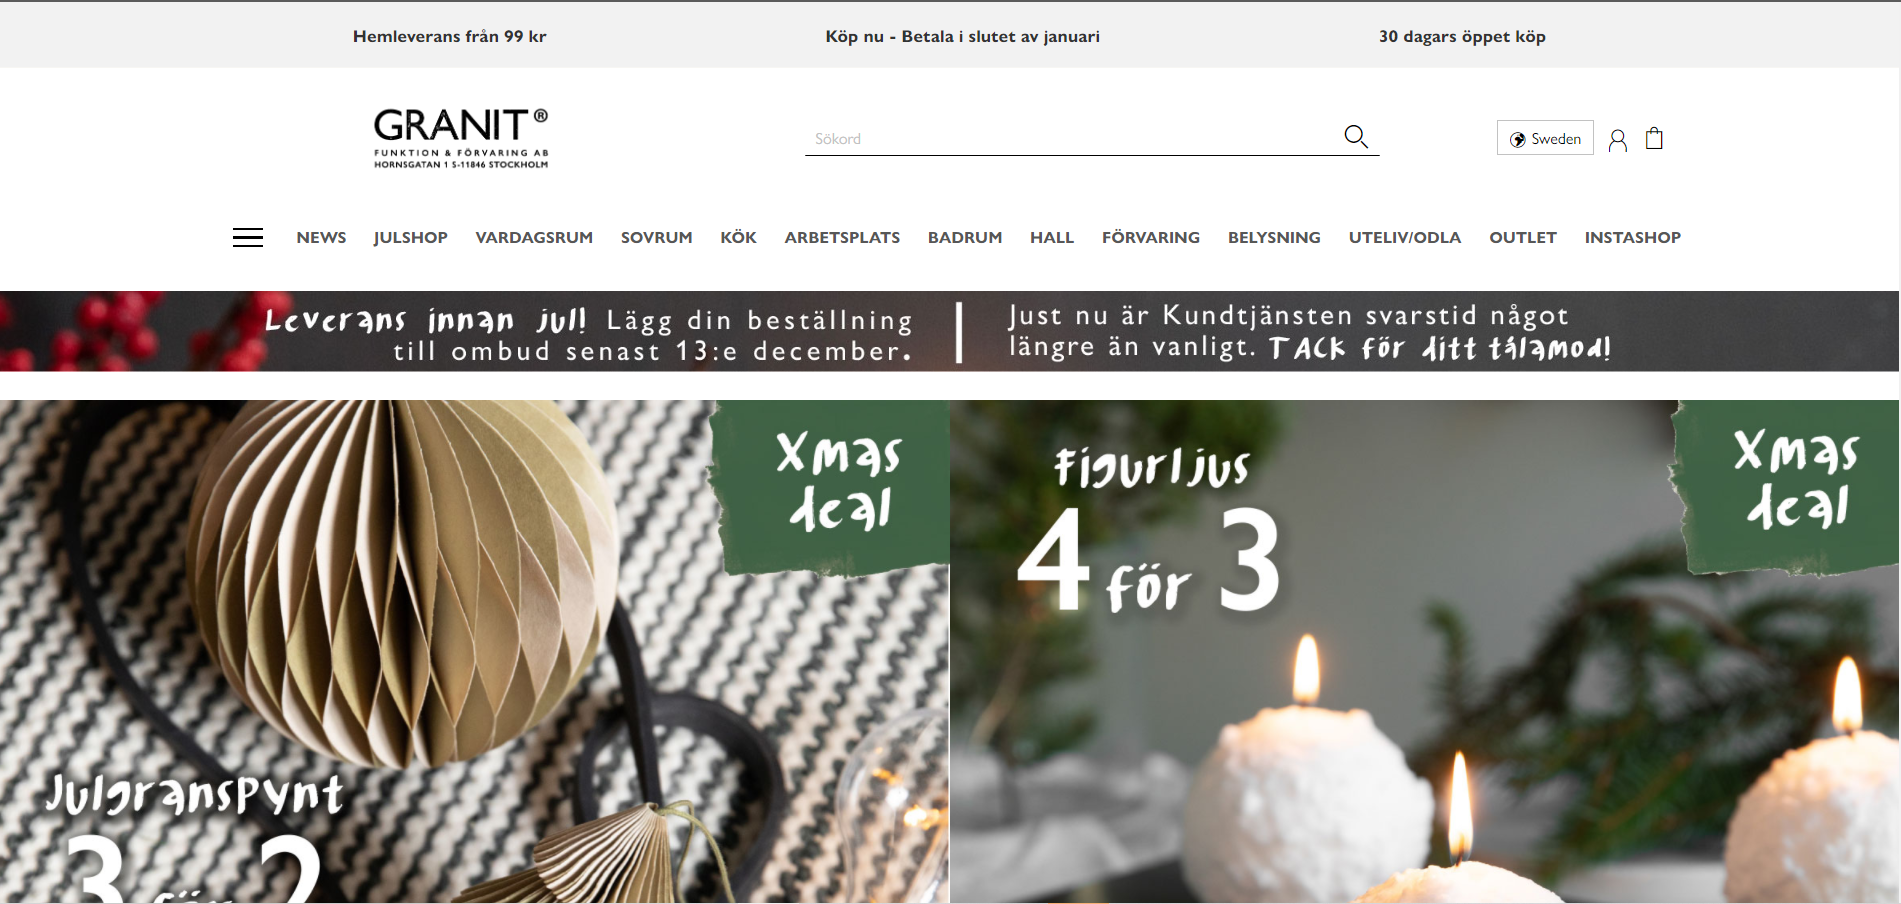 Hemleverans från 99 kr
Köp nu - Betala i slutet av januari
30 dagars öppet köp
GRANIT®
FUNKTION & FÖRVARING AB
HORNSGATAN 1 S-11846 STOCKHOLM
Sökord
Sweden
NEWS JULSHOP VARDAGSRUM SOVRUM KÖK ARBETSPLATS BADRUM HALL FÖRVARING BELYSNING UTELIV/ODLA OUTLET INSTASHOP
Leverans innan jul! Lägg din beställning
till ombud senast 13:e december.
Just nu är Kundtjänsten svarstid något
längre än vanligt. TACK för ditt tålamod!
Xmas
deal
Julgranspynt
3 för 2
Figurljus
4 för 3
Xmas
deal